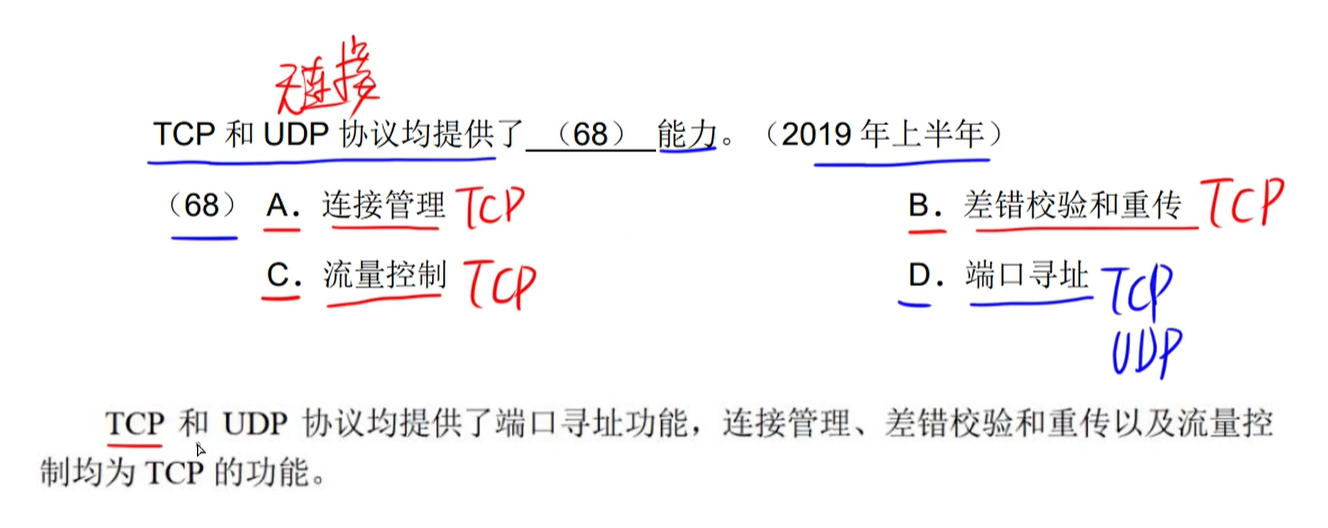 无连接
TCP 和 UDP 协议均提供了 （68） 能力。（2019 年上半年）
（68） A．连接管理 TCP B．差错校验和重传 TCP
C．流量控制 TCP D．端口寻址 TCP
UDP
TCP 和 UDP 协议均提供了端口寻址功能，连接管理、差错校验和重传以及流量控
制均为 TCP 的功能。